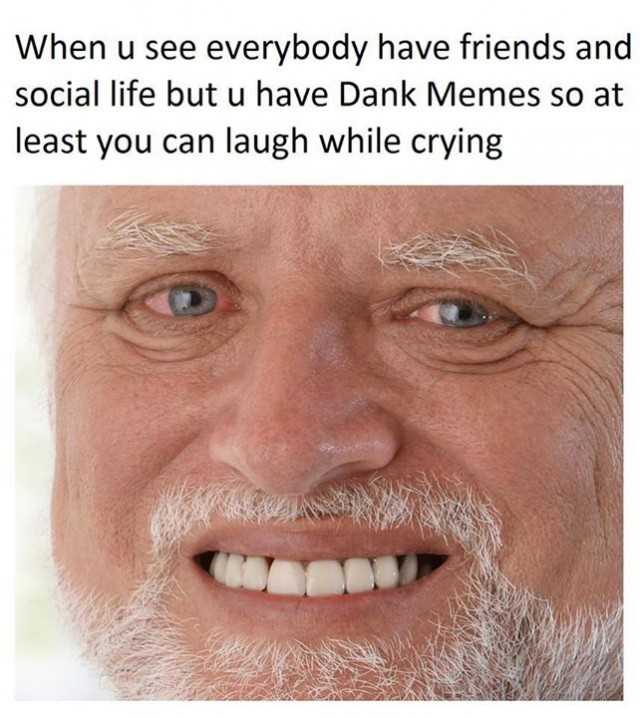 When u see everybody have friends and
social life but u have Dank Memes so at
least you can laugh while crying